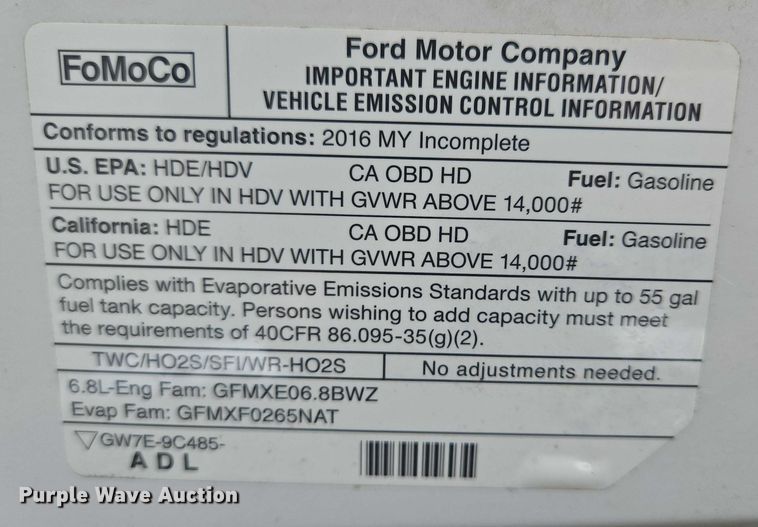 FoMoCo
Ford Motor Company
IMPORTANT ENGINE INFORMATION/
VEHICLE EMISSION CONTROL INFORMATION
Conforms to regulations: 2016 MY Incomplete
U.S. EPA: HDE/HDV CA OBD HD Fuel: Gasoline
FOR USE ONLY IN HDV WITH GVWR ABOVE 14,000#
California: HDE CA OBD HD Fuel: Gasoline
FOR USE ONLY IN HDV WITH GVWR ABOVE 14,000#
Complies with Evaporative Emissions Standards with up to 55 gal
fuel tank capacity. Persons wishing to add capacity must meet
the requirements of 40CFR 86.095-35(g)(2).
TWC/HO2S/SFI/WR-HO2S No adjustments needed.
6.8L-Eng Fam: GFMXE06.8BWZ
Evap Fam: GFMXF0265NAT
▽GW7E-9C485-
ADL
Purple Wave Auction